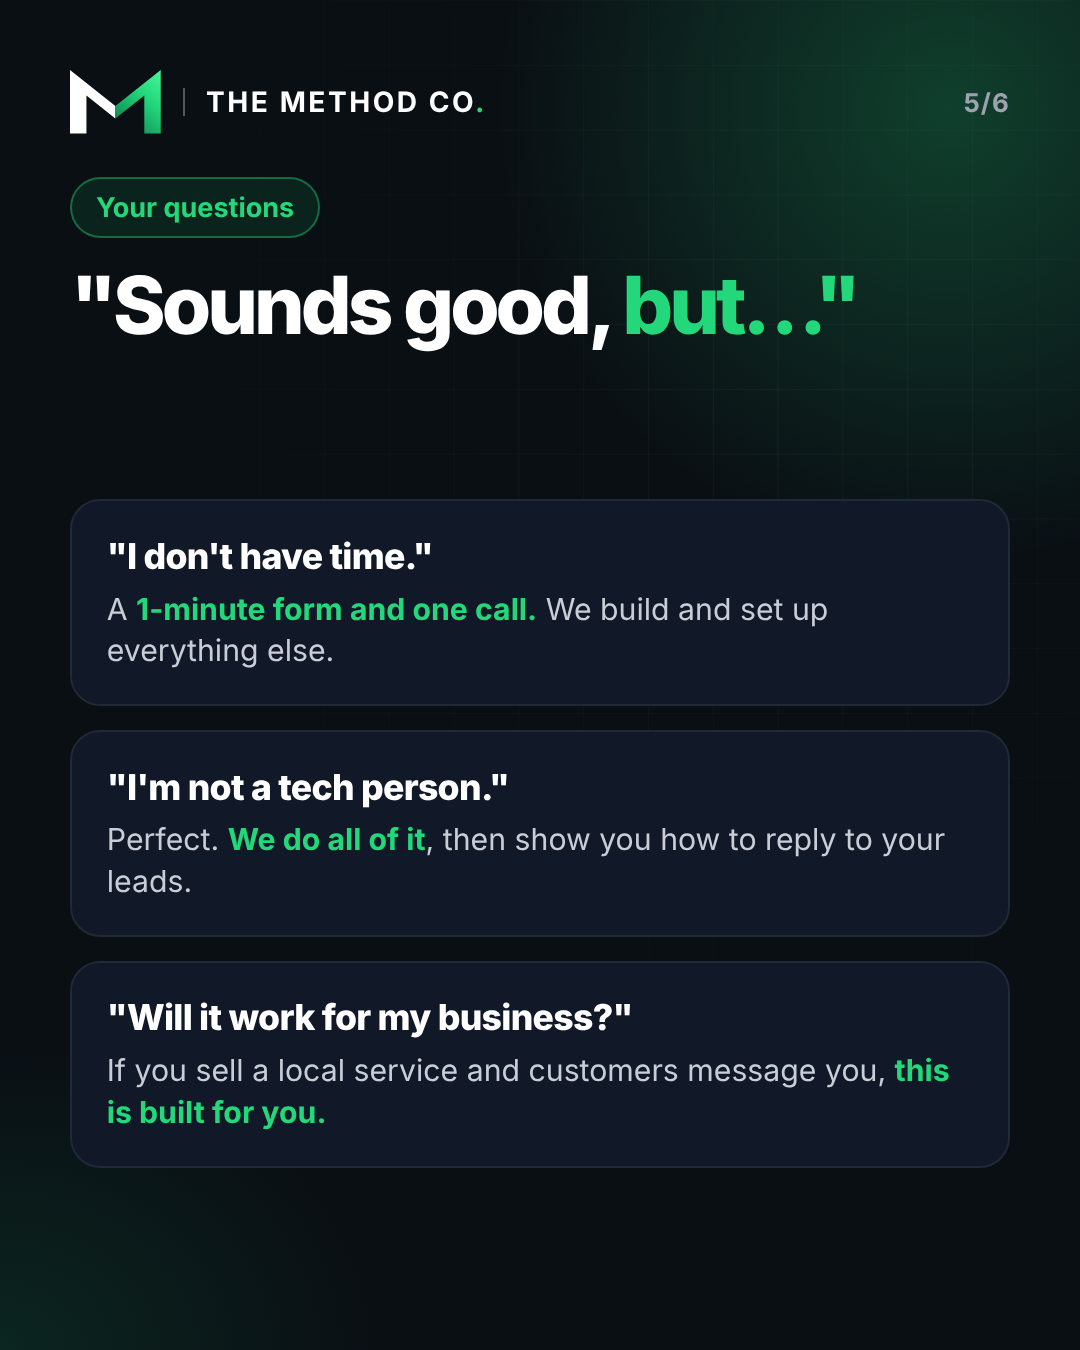 THE METHOD CO.
5/6
Your questions
"Sounds good, but..."
"I don't have time."
A 1-minute form and one call. We build and set up
everything else.
"I'm not a tech person."
Perfect. We do all of it, then show you how to reply to your
leads.
"Will it work for my business?"
If you sell a local service and customers message you, this
is built for you.